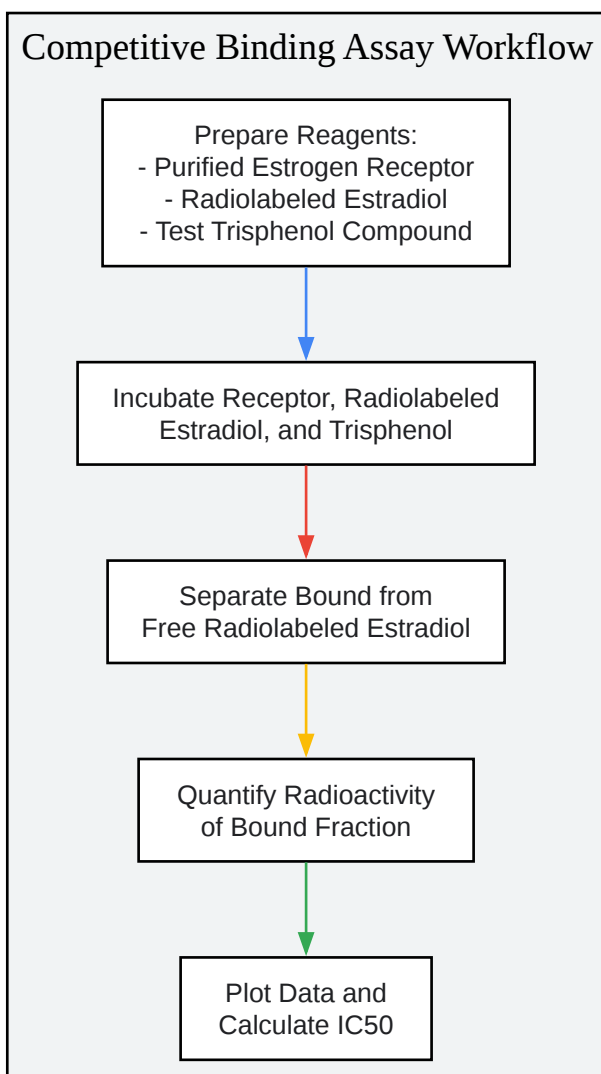 Competitive Binding Assay Workflow
Prepare Reagents:
- Purified Estrogen Receptor
- Radiolabeled Estradiol
- Test Trisphenol Compound
Incubate Receptor, Radiolabeled
Estradiol, and Trisphenol
Separate Bound from
Free Radiolabeled Estradiol
Quantify Radioactivity
of Bound Fraction
Plot Data and
Calculate IC50